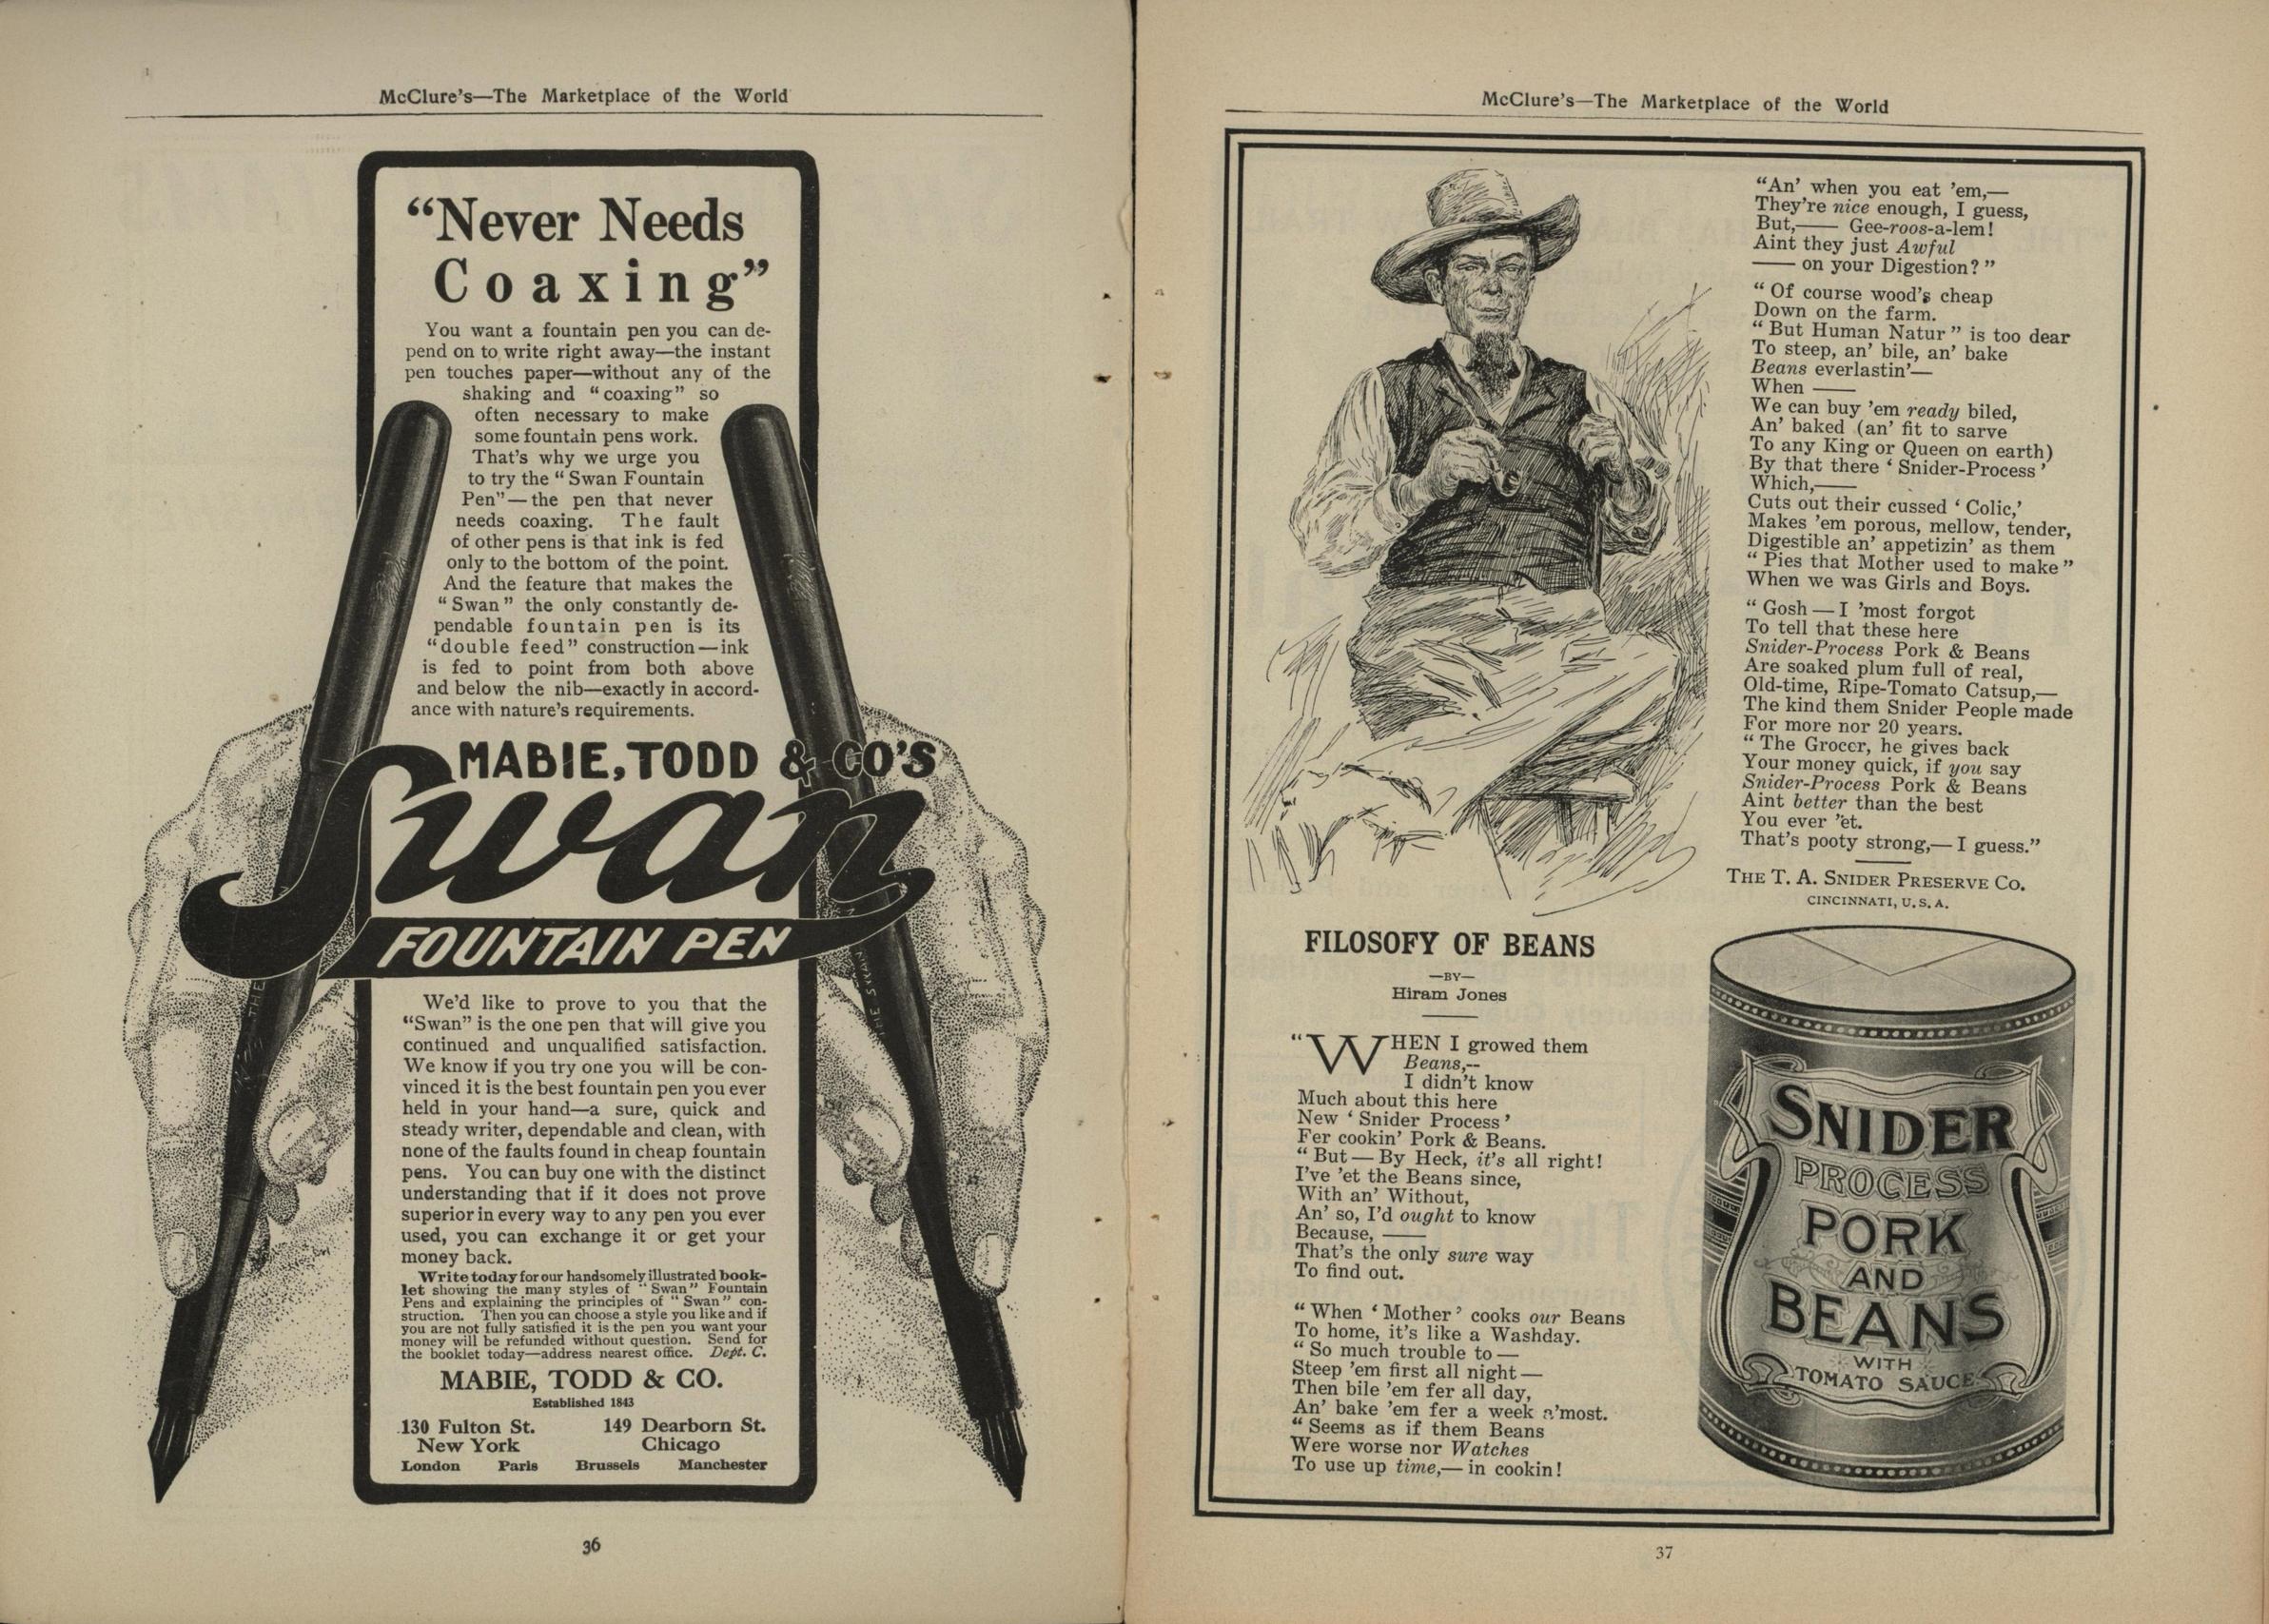 McClure's—The Marketplace of the World
"Never Needs
Coaxing"
You want a fountain pen you can de-
pend on to write right away—the instant
pen touches paper—without any of the
shaking and "coaxing" so
often necessary to make
some fountain pens work.
That's why we urge you
to try the "Swan Fountain
Pen"—the pen that never
needs coaxing. The fault
of other pens is that ink is fed
only to the bottom of the point.
And the feature that makes the
"Swan" the only constantly de-
pendable fountain pen is its
"double feed" construction—ink
is fed to point from both above
and below the nib—exactly in accord-
ance with nature's requirements.
MABIE, TODD & CO'S
Swan
FOUNTAIN PEN
We'd like to prove to you that the
"Swan" is the one pen that will give you
continued and unqualified satisfaction.
We know if you try one you will be con-
vinced it is the best fountain pen you ever
held in your hand—a sure, quick and
steady writer, dependable and clean, with
none of the faults found in cheap fountain
pens. You can buy one with the distinct
understanding that if it does not prove
superior in every way to any pen you ever
used, you can exchange it or get your
money back.
Write today for our handsomely illustrated book-
let showing the many styles of "Swan" Fountain
Pens and explaining the principles of "Swan" con-
struction. Then you can choose a style you like and if
you are not fully satisfied it is the pen you want your
money will be refunded without question. Send for
the booklet today—address nearest office. Dept. C.
MABIE, TODD & CO.
Established 1843
130 Fulton St. 149 Dearborn St.
New York Chicago
London Paris Brussels Manchester
THE
THE SWAN
36
McClure's—The Marketplace of the World
FILOSOFY OF BEANS
—BY—
Hiram Jones
"WHEN I growed them
Beans,--
I didn't know
Much about this here
New 'Snider Process'
Fer cookin' Pork & Beans.
"But—By Heck, it's all right!
I've 'et the Beans since,
With an' Without,
An' so, I'd ought to know
Because, ——
That's the only sure way
To find out.
"When 'Mother' cooks our Beans
To home, it's like a Washday.
"So much trouble to—
Steep 'em first all night—
Then bile 'em fer all day,
An' bake 'em fer a week a'most.
"Seems as if them Beans
Were worse nor Watches
To use up time,—in cookin!
"An' when you eat 'em,—
They're nice enough, I guess,
But,—— Gee-roos-a-lem!
Aint they just Awful
—— on your Digestion?"
"Of course wood's cheap
Down on the farm.
"But Human Natur" is too dear
To steep, an' bile, an' bake
Beans everlastin'—
When ——
We can buy 'em ready biled,
An' baked (an' fit to sarve
To any King or Queen on earth)
By that there 'Snider-Process'
Which,——
Cuts out their cussed 'Colic,'
Makes 'em porous, mellow, tender,
Digestible an' appetizin' as them
"Pies that Mother used to make"
When we was Girls and Boys.
"Gosh—I 'most forgot
To tell that these here
Snider-Process Pork & Beans
Are soaked plum full of real,
Old-time, Ripe-Tomato Catsup,—
The kind them Snider People made
For more nor 20 years.
"The Grocer, he gives back
Your money quick, if you say
Snider-Process Pork & Beans
Aint better than the best
You ever 'et.
That's pooty strong,—I guess."
THE T. A. SNIDER PRESERVE CO.
CINCINNATI, U.S.A.
SNIDER
PROCESS
PORK
AND
BEANS
WITH
TOMATO SAUCE
37